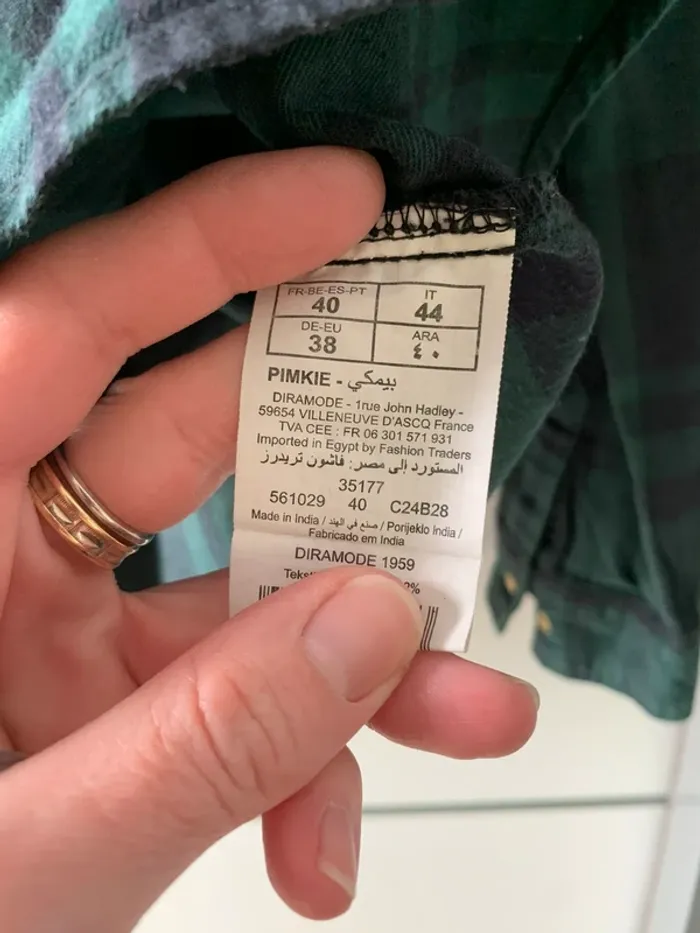 FR-BE-ES-PT IT
40 44
DE-EU ARA
38 ٤٠
PIMKIE - بيمكي
DIRAMODE - 1rue John Hadley -
59654 VILLENEUVE D'ASCQ France
TVA CEE : FR 06 301 571 931
Imported in Egypt by Fashion Traders
المستورد إلى مصر: فاشون تريدرز
35177
561029 40 C24B28
Made in India / صنع في الهند / Porijeklo India /
Fabricado em India
DIRAMODE 1959